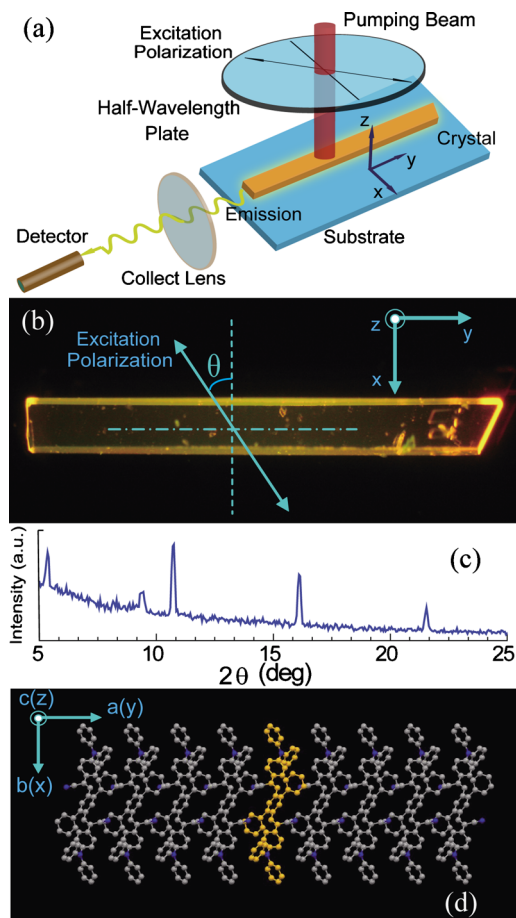 (a)
Pumping Beam
Excitation
Polarization
Half-Wavelength
Plate
z
Crystal
y
x
Emission
Substrate
Detector
Collect Lens
(b)
Excitation
Polarization
θ
z
y
x
(c)
Intensity (a.u.)
5 10 15 20 25
2θ (deg)
c(z)
a(y)
b(x)
(d)